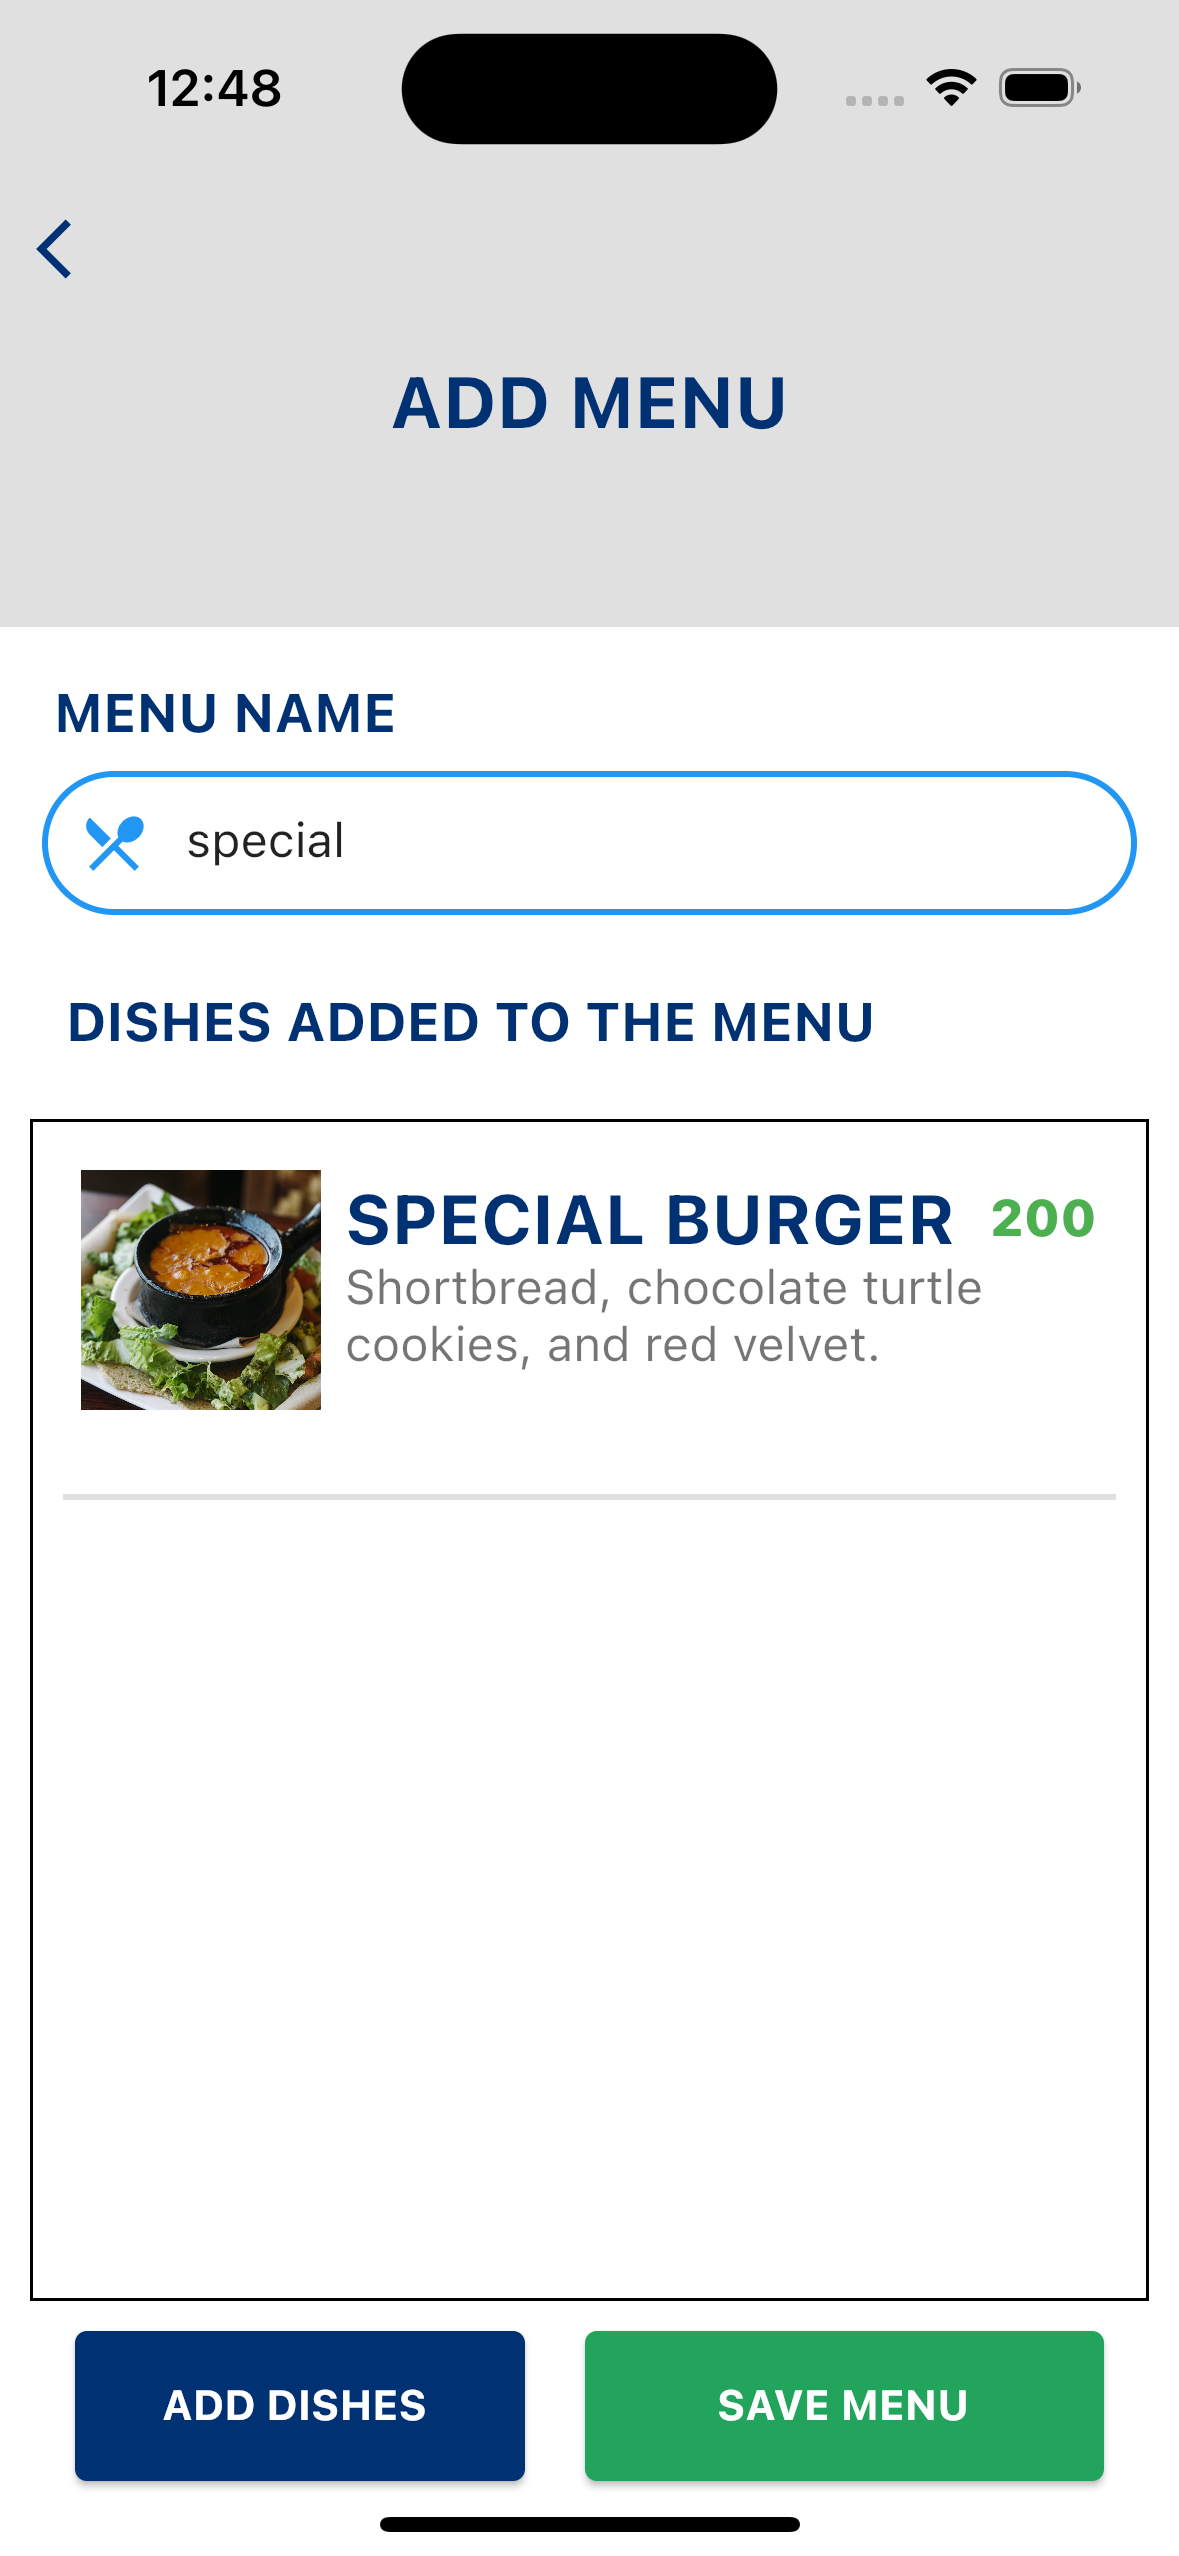 12:48
ADD MENU
MENU NAME
special
DISHES ADDED TO THE MENU
SPECIAL BURGER 200
Shortbread, chocolate turtle
cookies, and red velvet.
ADD DISHES
SAVE MENU